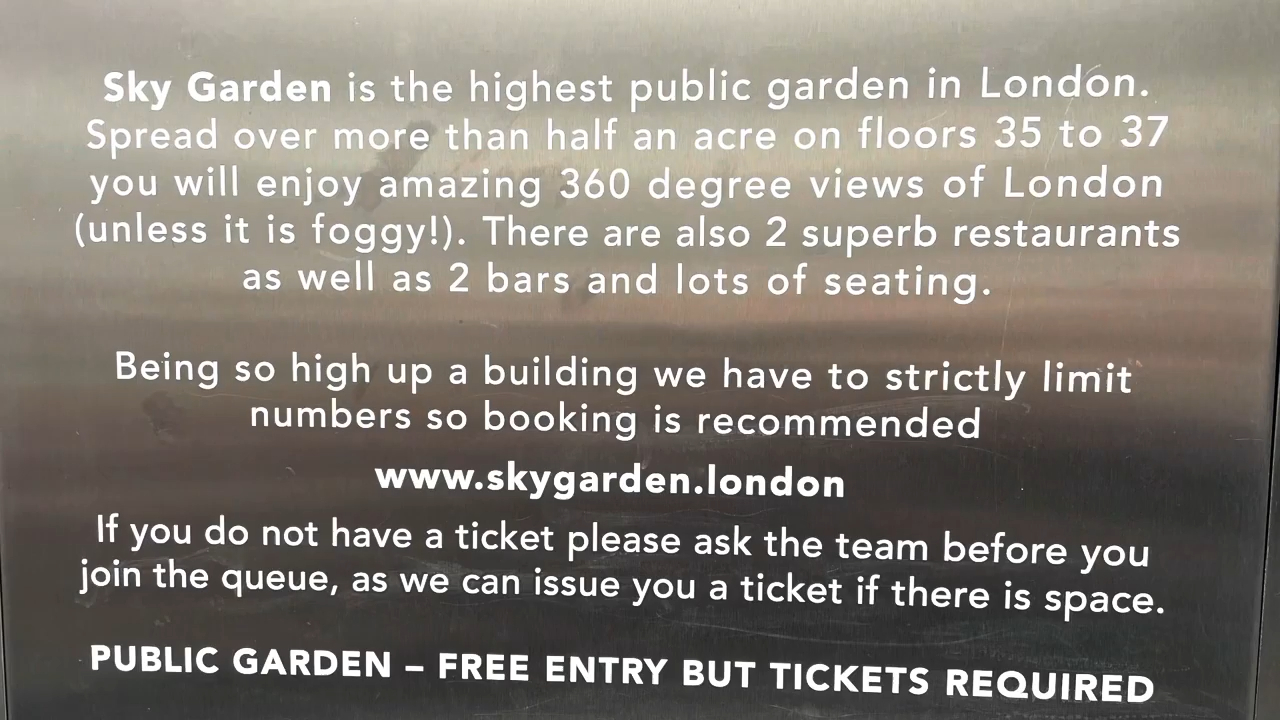 Sky Garden is the highest public garden in London.
Spread over more than half an acre on floors 35 to 37
you will enjoy amazing 360 degree views of London
(unless it is foggy!). There are also 2 superb restaurants
as well as 2 bars and lots of seating.
Being so high up a building we have to strictly limit
numbers so booking is recommended
www.skygarden.london
If you do not have a ticket please ask the team before you
join the queue, as we can issue you a ticket if there is space.
PUBLIC GARDEN – FREE ENTRY BUT TICKETS REQUIRED